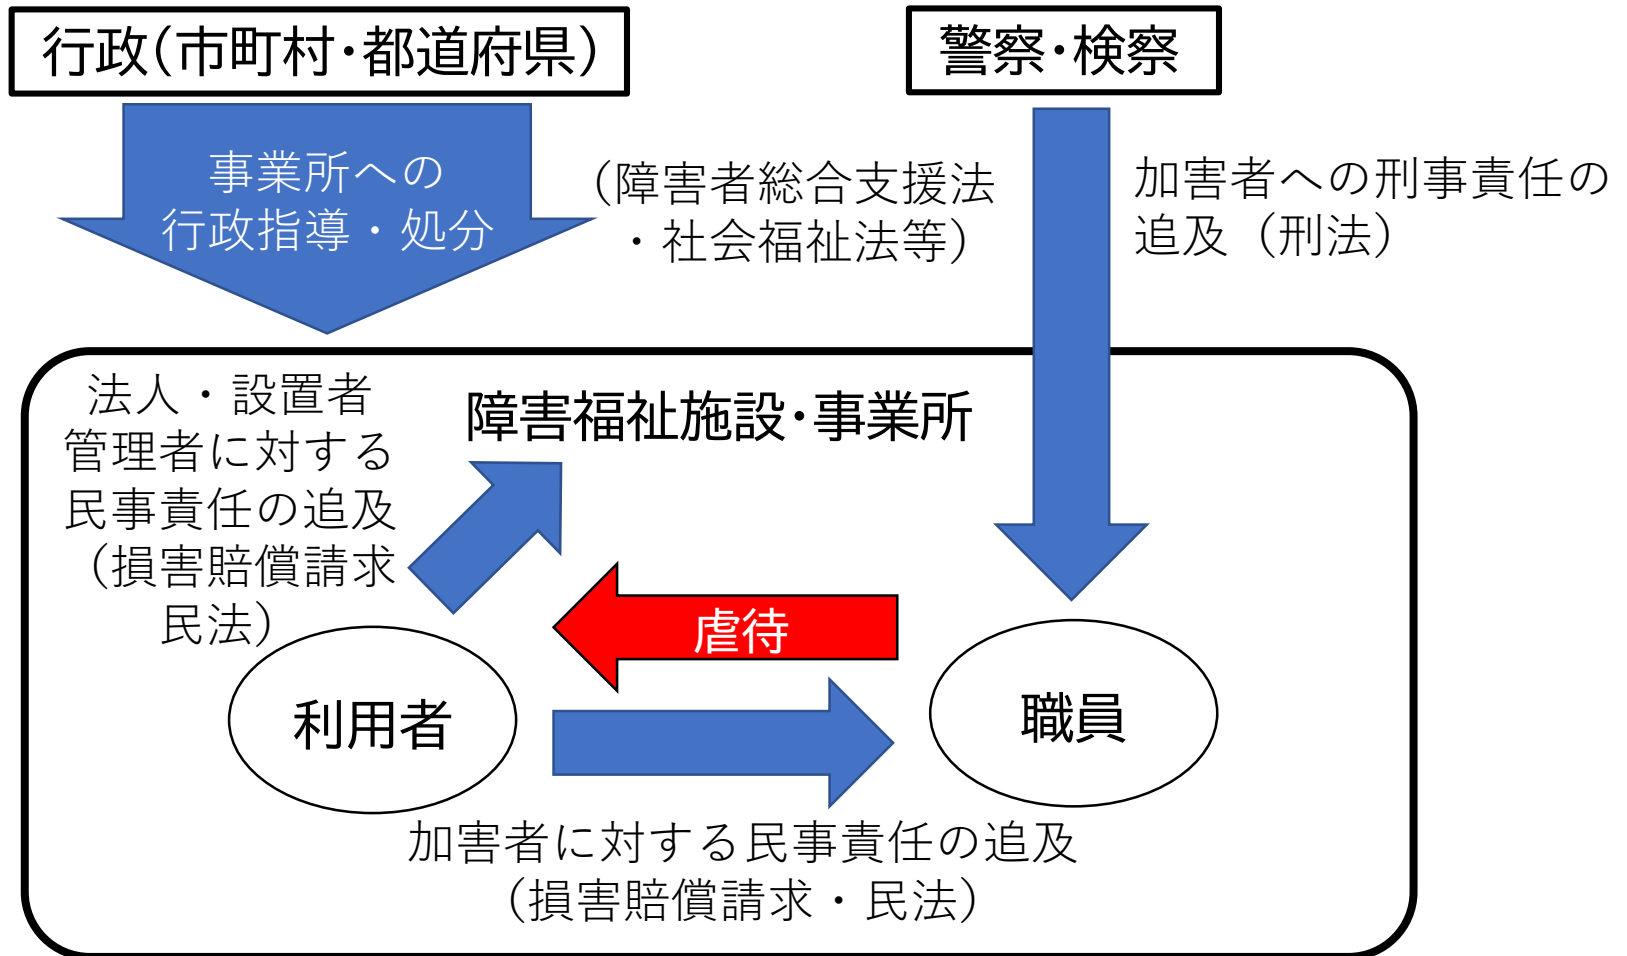 行政(市町村・都道府県)
警察・検察
事業所への
行政指導・処分
（障害者総合支援法
・社会福祉法等）
加害者への刑事責任の
追及（刑法）
法人・設置者
管理者に対する
民事責任の追及
（損害賠償請求
民法）
障害福祉施設・事業所
虐待
利用者
職員
加害者に対する民事責任の追及
（損害賠償請求・民法）